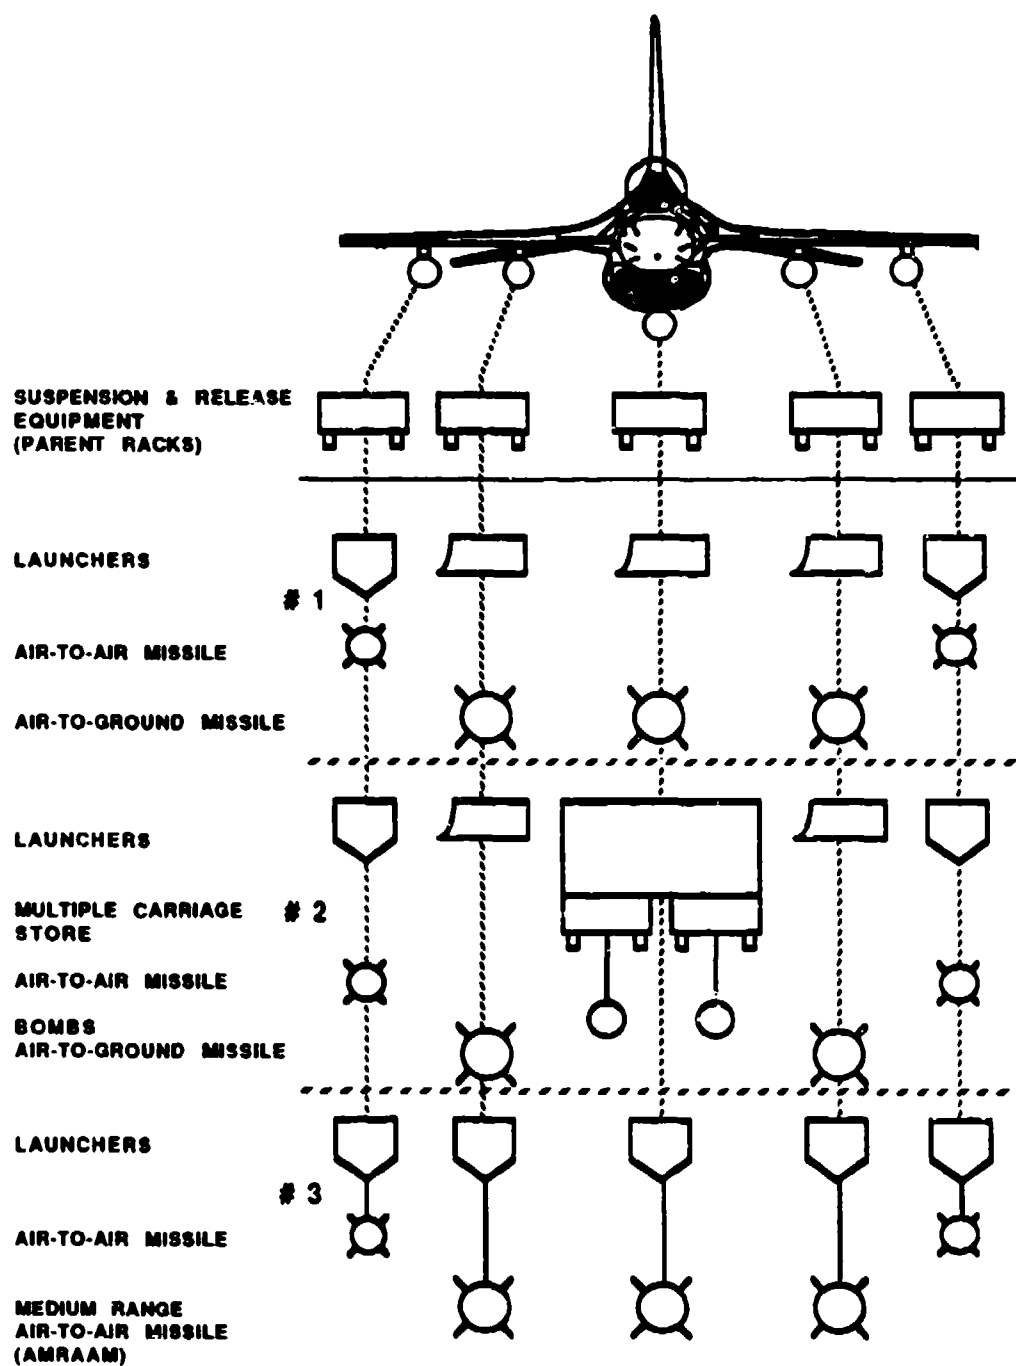 SUSPENSION & RELEASE
EQUIPMENT
(PARENT RACKS)
LAUNCHERS
# 1
AIR-TO-AIR MISSILE
AIR-TO-GROUND MISSILE
LAUNCHERS
MULTIPLE CARRIAGE # 2
STORE
AIR-TO-AIR MISSILE
BOMBS
AIR-TO-GROUND MISSILE
LAUNCHERS
# 3
AIR-TO-AIR MISSILE
MEDIUM RANGE
AIR-TO-AIR MISSILE
(AMRAAM)